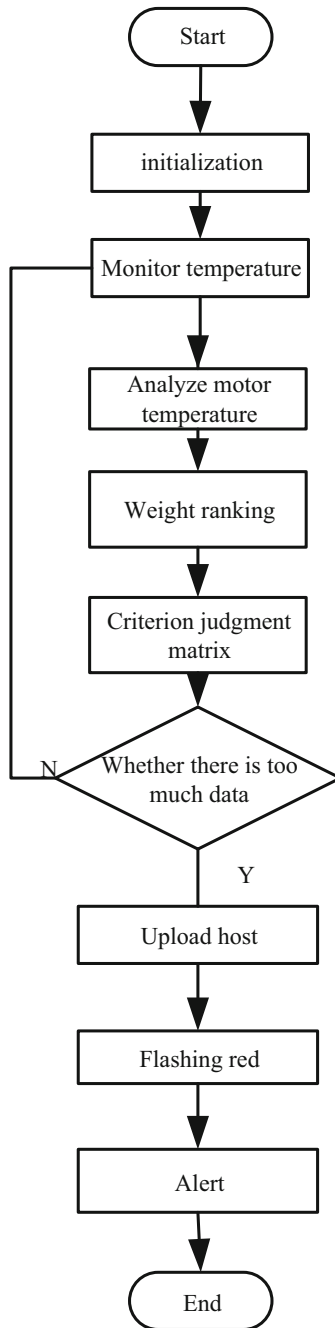 Start
initialization
Monitor temperature
Analyze motor
temperature
Weight ranking
Criterion judgment
matrix
Whether there is too
much data
N
Y
Upload host
Flashing red
Alert
End